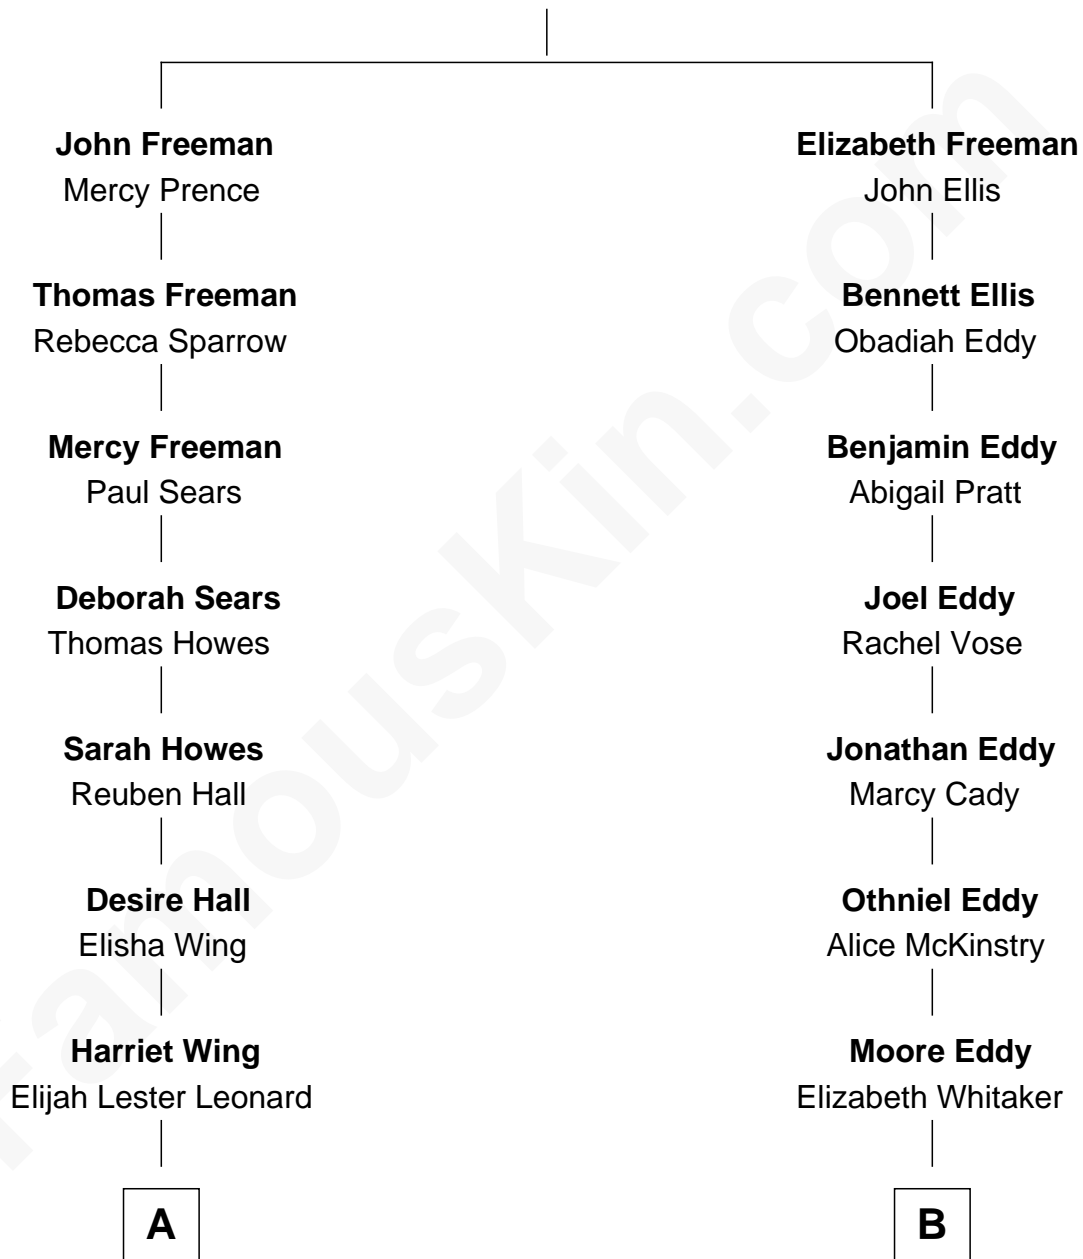 John Freeman
Mercy Prence
Elizabeth Freeman
John Ellis
Thomas Freeman
Rebecca Sparrow
Bennett Ellis
Obadiah Eddy
Mercy Freeman
Paul Sears
Benjamin Eddy
Abigail Pratt
Deborah Sears
Thomas Howes
Joel Eddy
Rachel Vose
Sarah Howes
Reuben Hall
Jonathan Eddy
Marcy Cady
Desire Hall
Elisha Wing
Othniel Eddy
Alice McKinstry
Harriet Wing
Elijah Lester Leonard
Moore Eddy
Elizabeth Whitaker
A
B
FamousKin.com